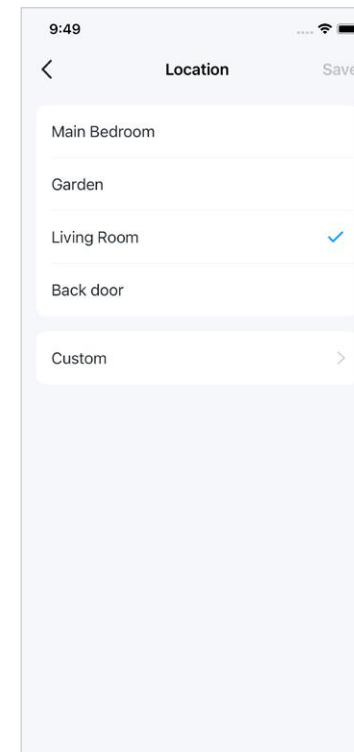 9:49
Location
Save
Main Bedroom
Garden
Living Room
Back door
Custom